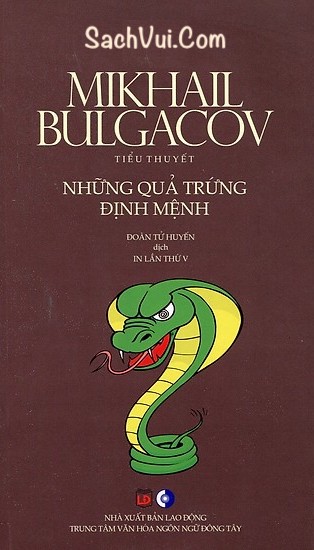 SachVui.Com
MIKHAIL
BULGACOV
TIỂU THUYẾT
NHỮNG QUẢ TRỨNG
ĐỊNH MỆNH
ĐOÀN TỬ HUYẾN
dịch
IN LẦN THỨ V
LĐ
NHÀ XUẤT BẢN LAO ĐỘNG
TRUNG TÂM VĂN HÓA NGÔN NGỮ ĐÔNG TÂY